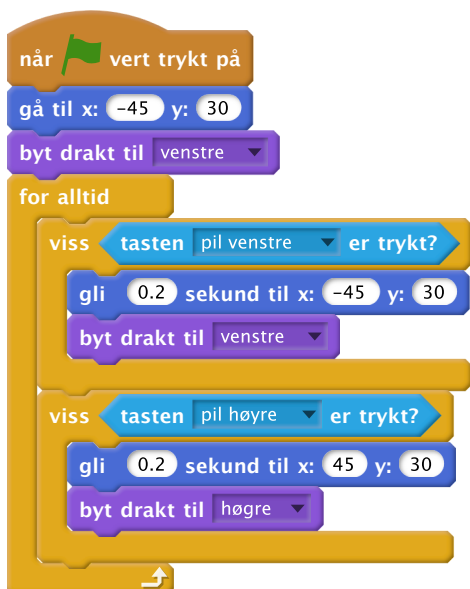 når vert trykt på
gå til x: -45 y: 30
byt drakt til venstre
for alltid
viss tasten pil venstre er trykt?
gli 0.2 sekund til x: -45 y: 30
byt drakt til venstre
viss tasten pil høyre er trykt?
gli 0.2 sekund til x: 45 y: 30
byt drakt til høgre